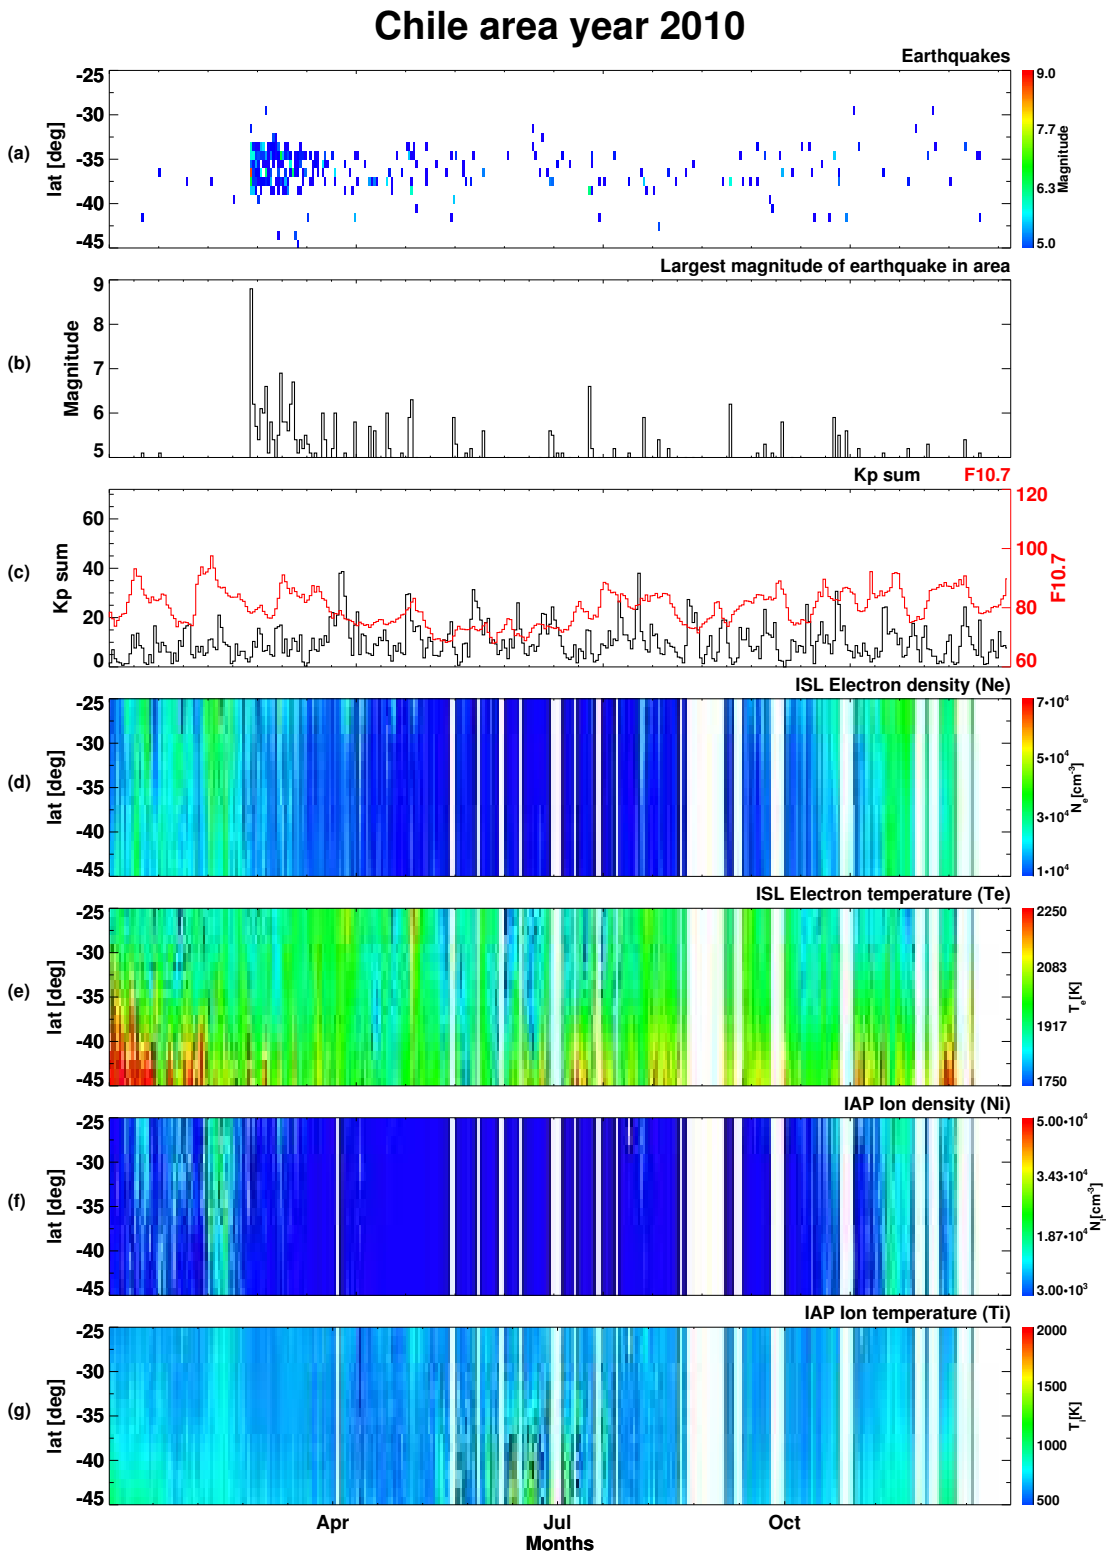 Chile area year 2010
Earthquakes
(a)
lat [deg]
-25
-30
-35
-40
-45
9.0
7.7
6.3
5.0
Magnitude
Largest magnitude of earthquake in area
(b)
Magnitude
9
8
7
6
5
Kp sum F10.7
(c)
Kp sum
60
40
20
0
120
100
80
60
F10.7
ISL Electron density (Ne)
(d)
lat [deg]
-25
-30
-35
-40
-45
7•10⁴
5•10⁴
3•10⁴
1•10⁴
Nₑ[cm⁻³]
ISL Electron temperature (Te)
(e)
lat [deg]
-25
-30
-35
-40
-45
2250
2083
1917
1750
Tₑ[K]
IAP Ion density (Ni)
(f)
lat [deg]
-25
-30
-35
-40
-45
5.00•10⁴
3.43•10⁴
1.87•10⁴
3.00•10³
Nᵢ[cm⁻³]
IAP Ion temperature (Ti)
(g)
lat [deg]
-25
-30
-35
-40
-45
2000
1500
1000
500
Tᵢ[K]
Apr Jul Oct
Months